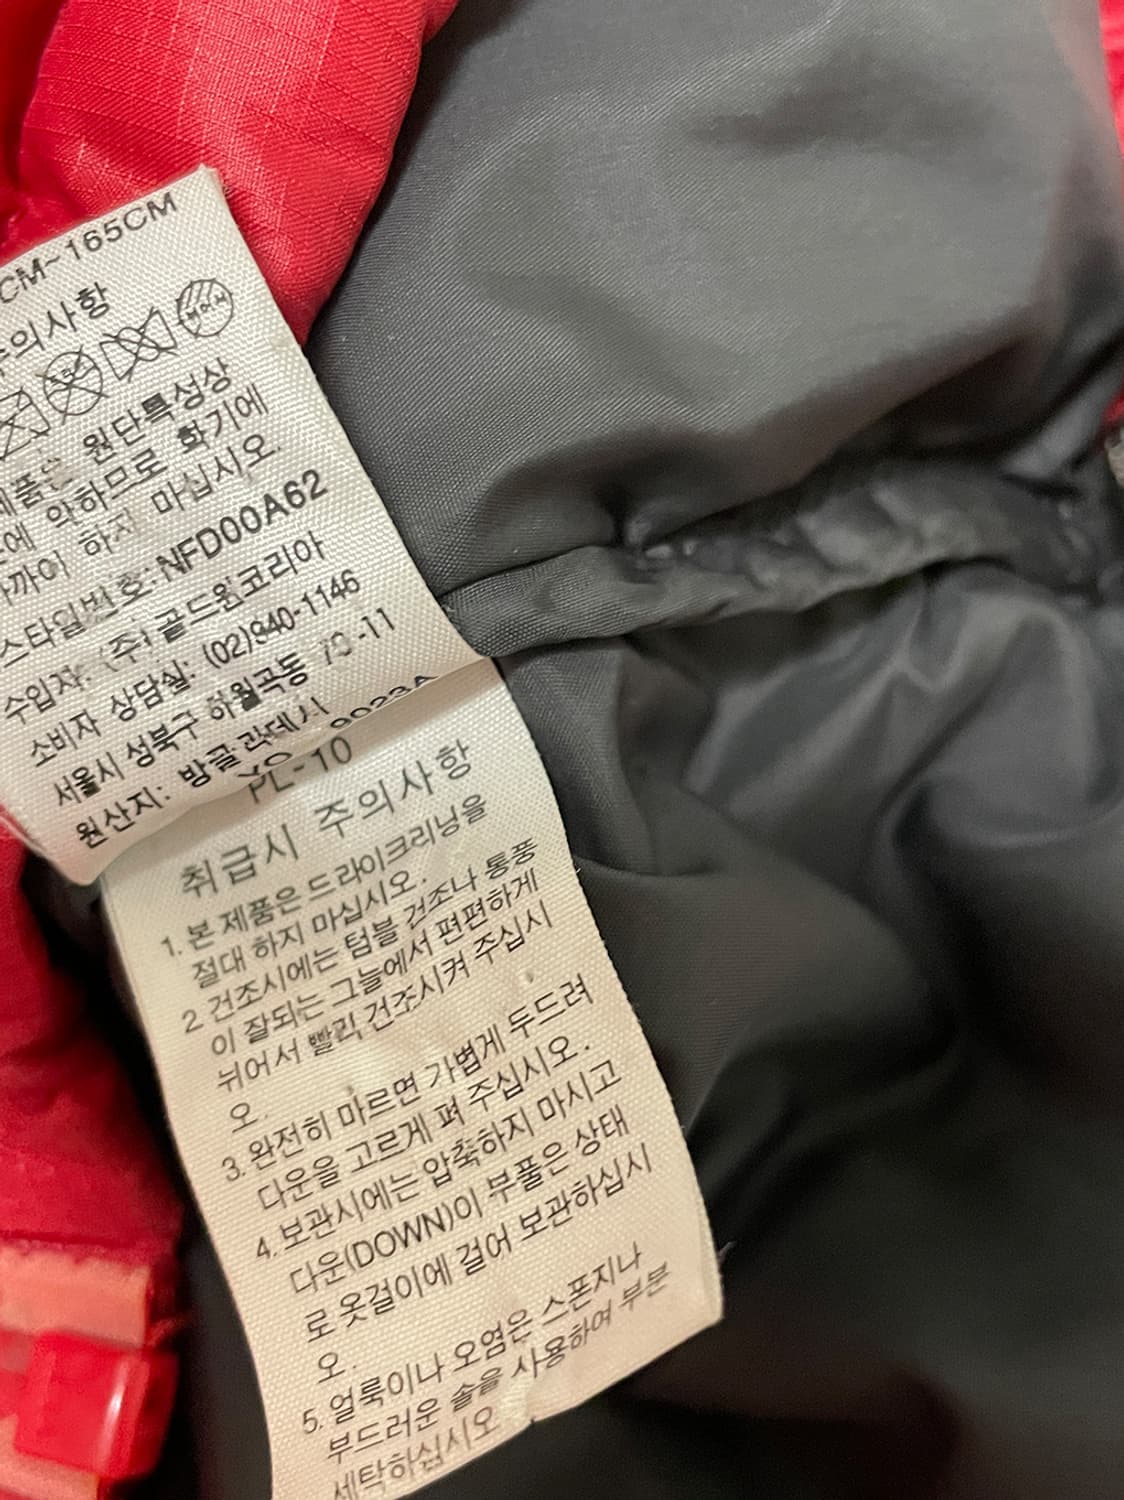 CM~165CM
주의사항
제품은 원단특성상
에 약하므로 화기에
가까이 하지 마십시오.
스타일번호:NFD00A62
수입자: (주)골드윈코리아
소비자 상담실: (02)940-1146
서울시 성북구 하월곡동 -11
원산지: 방글라데시
PL-10
취급시 주의사항
1. 본 제품은 드라이크리닝을
절대 하지 마십시오.
2 건조시에는 텀블 건조나 통풍
이 잘되는 그늘에서 편편하게
뉘어서 빨리 건조시켜 주십시
오.
3. 완전히 마르면 가볍게 두드려
다운을 고르게 펴 주십시오.
4. 보관시에는 압축하지 마시고
다운(DOWN)이 부풀은 상태
로 옷걸이에 걸어 보관하십시
오.
5. 얼룩이나 오염은 스폰지나
부드러운 솔을 사용하여 부분
세탁하십시오